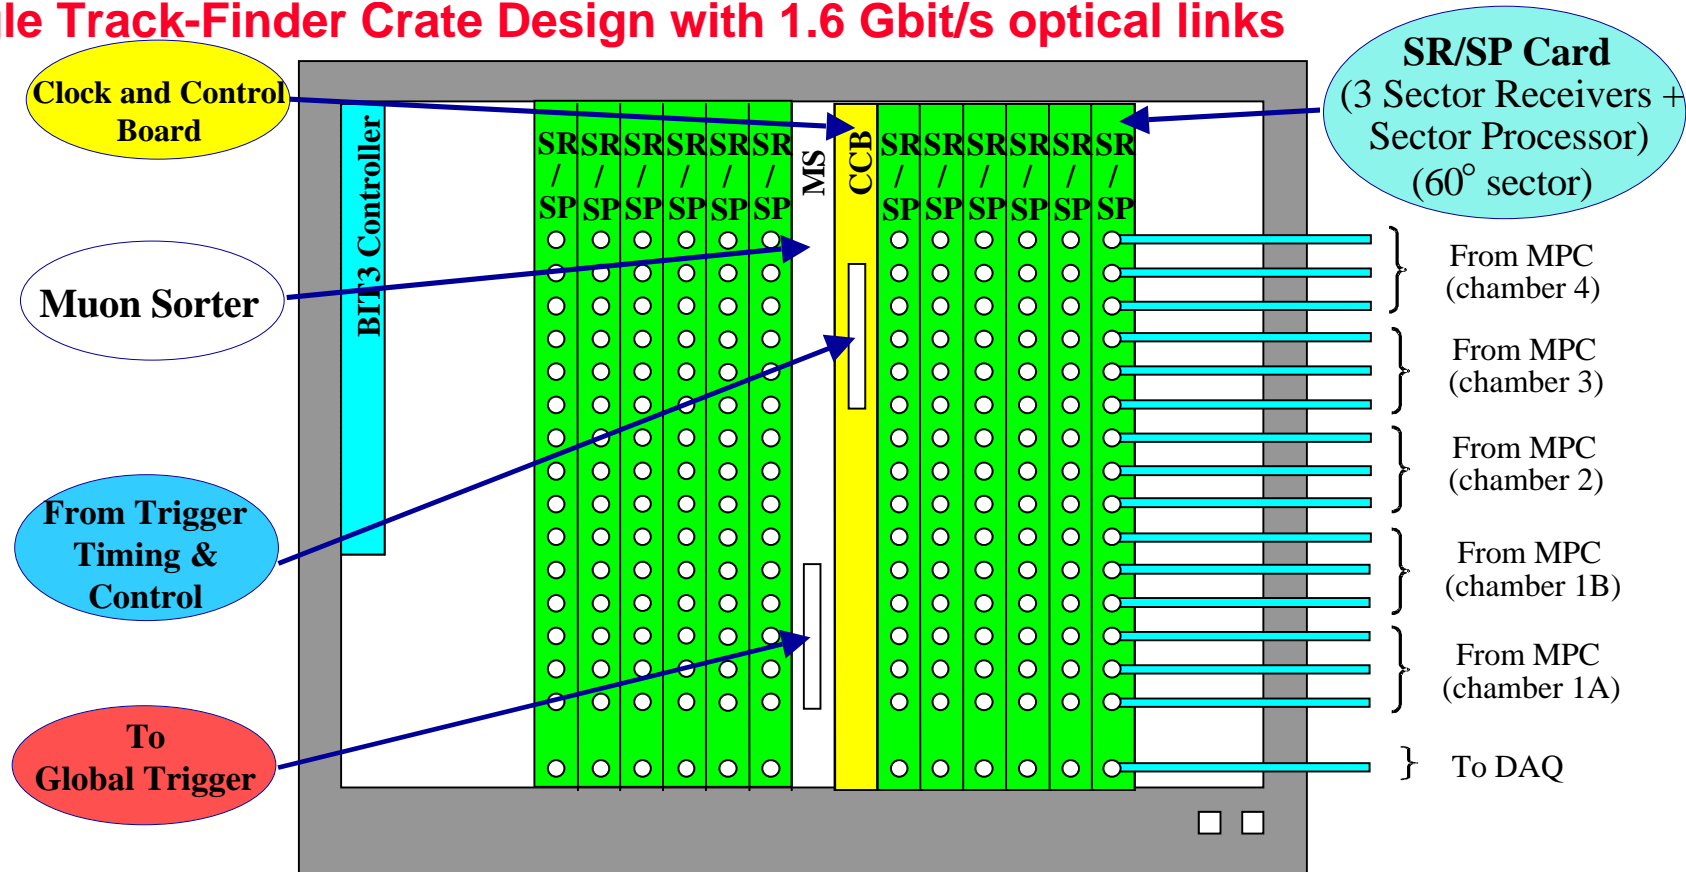 le Track-Finder Crate Design with 1.6 Gbit/s optical links
Clock and Control
Board
SR/SP Card
(3 Sector Receivers +
Sector Processor)
(60° sector)
BIT3 Controller
SR SR SR SR SR SR
/ / / / / /
SP SP SP SP SP SP
MS
CCB
SR SR SR SR SR SR
/ / / / / /
SP SP SP SP SP SP
Muon Sorter
From Trigger
Timing &
Control
To
Global Trigger
From MPC
(chamber 4)
From MPC
(chamber 3)
From MPC
(chamber 2)
From MPC
(chamber 1B)
From MPC
(chamber 1A)
To DAQ